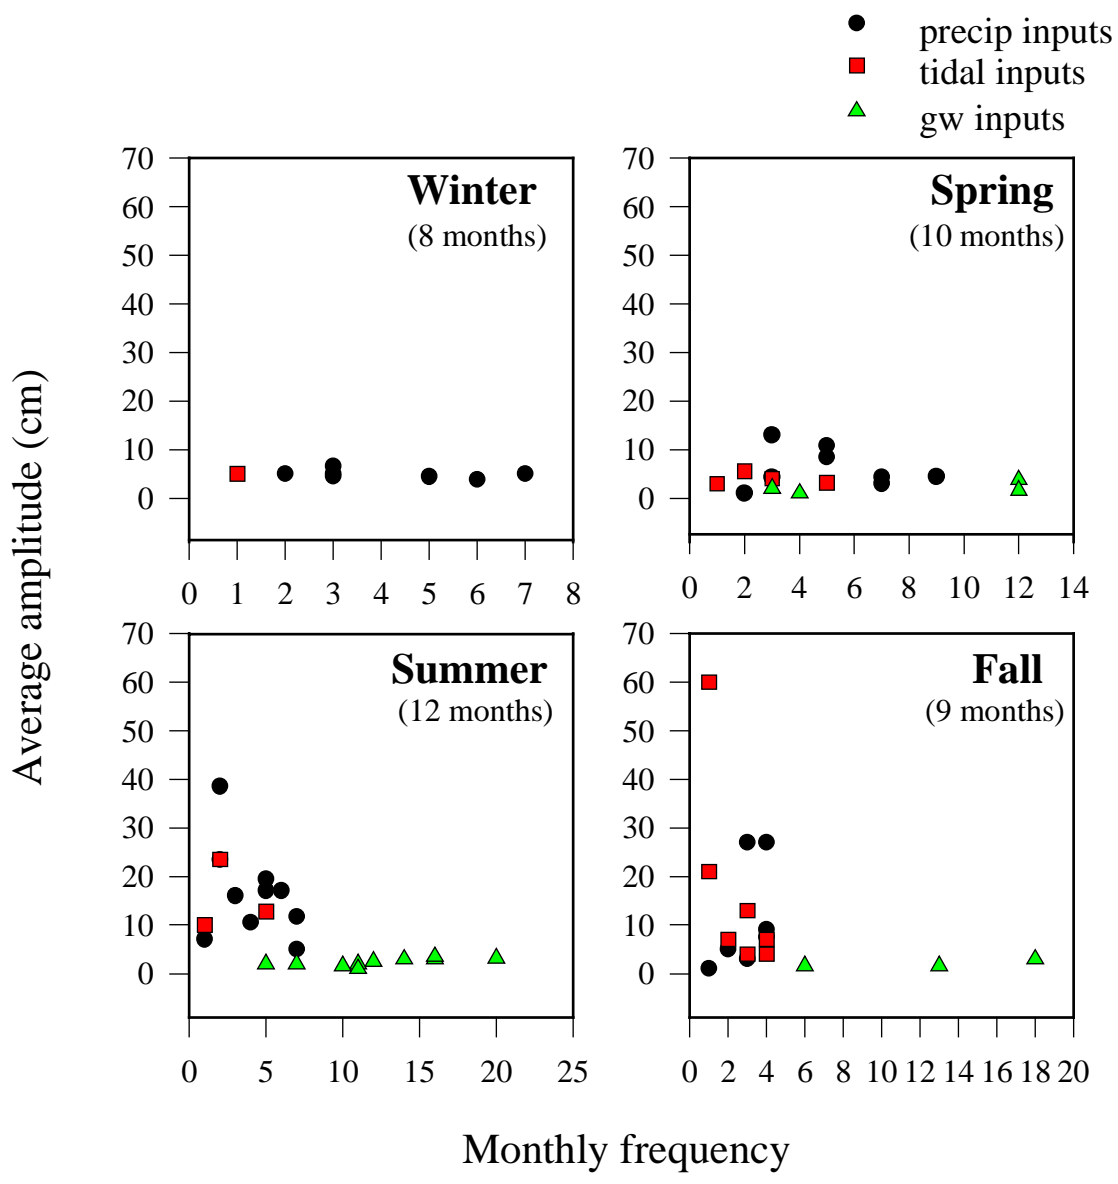 precip inputs
tidal inputs
gw inputs
70
60
50
40
30
20
10
0
Winter
(8 months)
0 1 2 3 4 5 6 7 8
70
60
50
40
30
20
10
0
Spring
(10 months)
0 2 4 6 8 10 12 14
Average amplitude (cm)
70
60
50
40
30
20
10
0
Summer
(12 months)
0 5 10 15 20 25
70
60
50
40
30
20
10
0
Fall
(9 months)
0 2 4 6 8 10 12 14 16 18 20
Monthly frequency